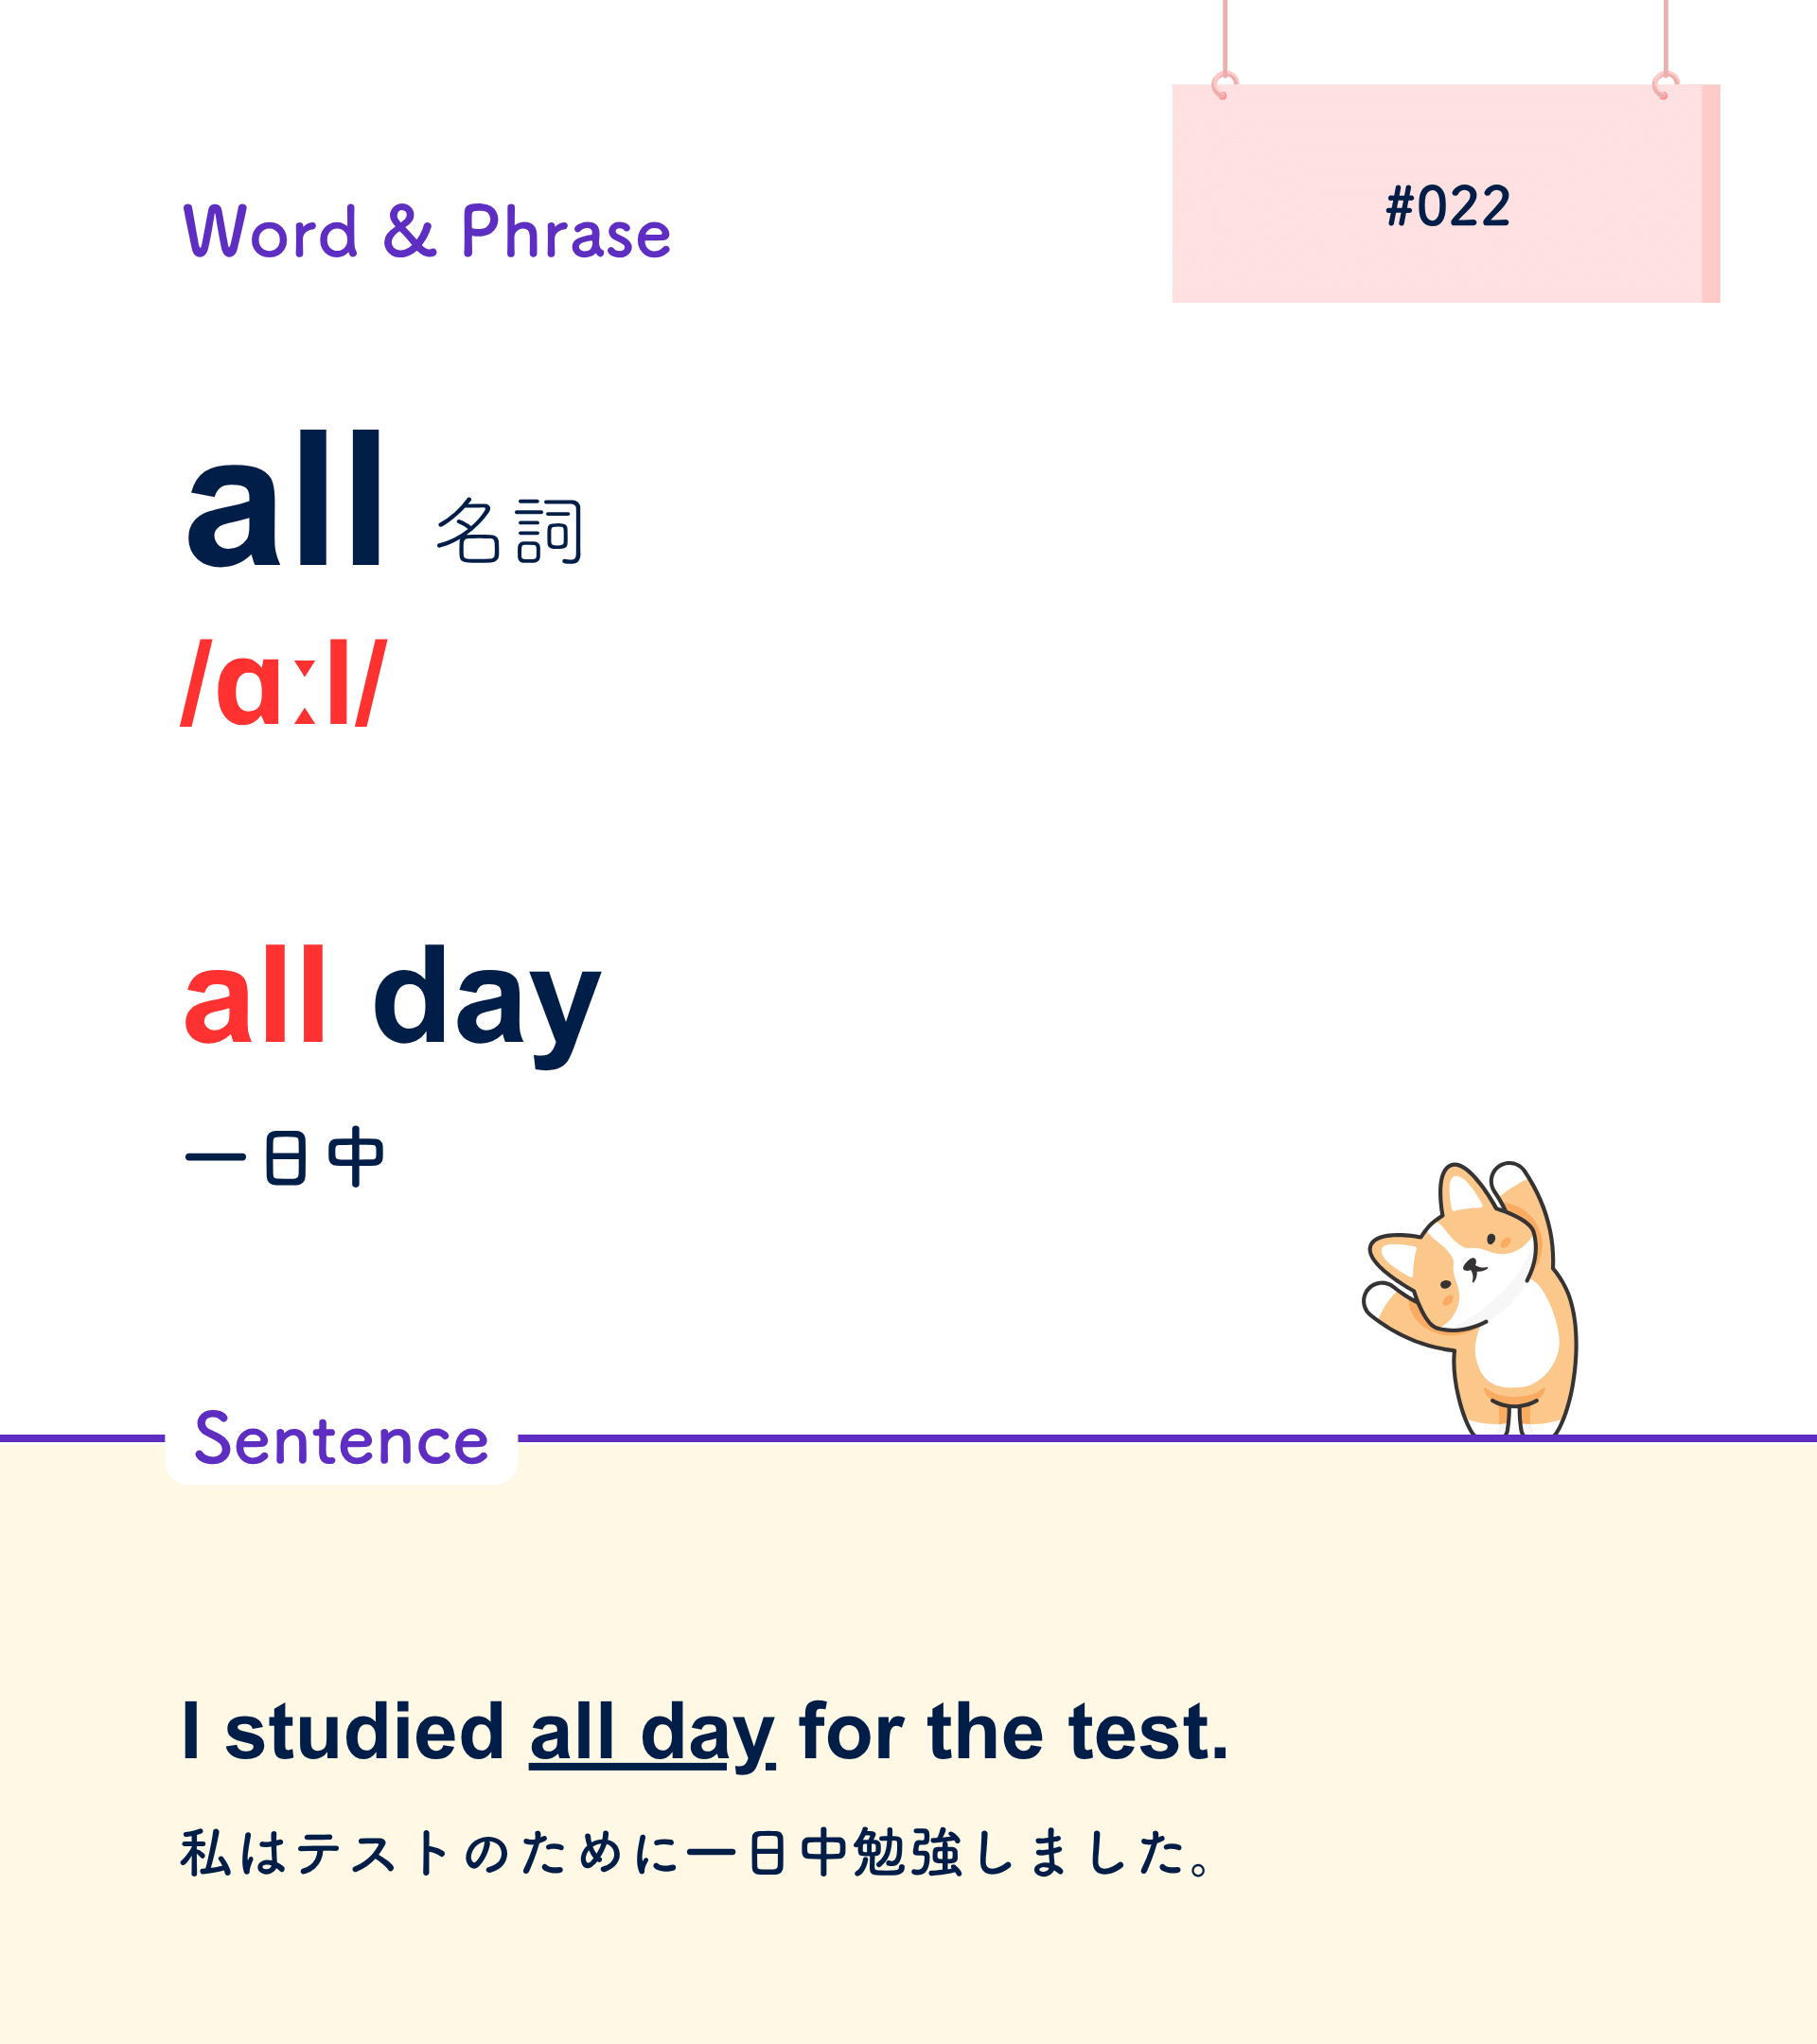 #022
Word & Phrase
all 名詞
/ɑːl/
all day
一日中
Sentence
I studied all day for the test.
私はテストのために一日中勉強しました。